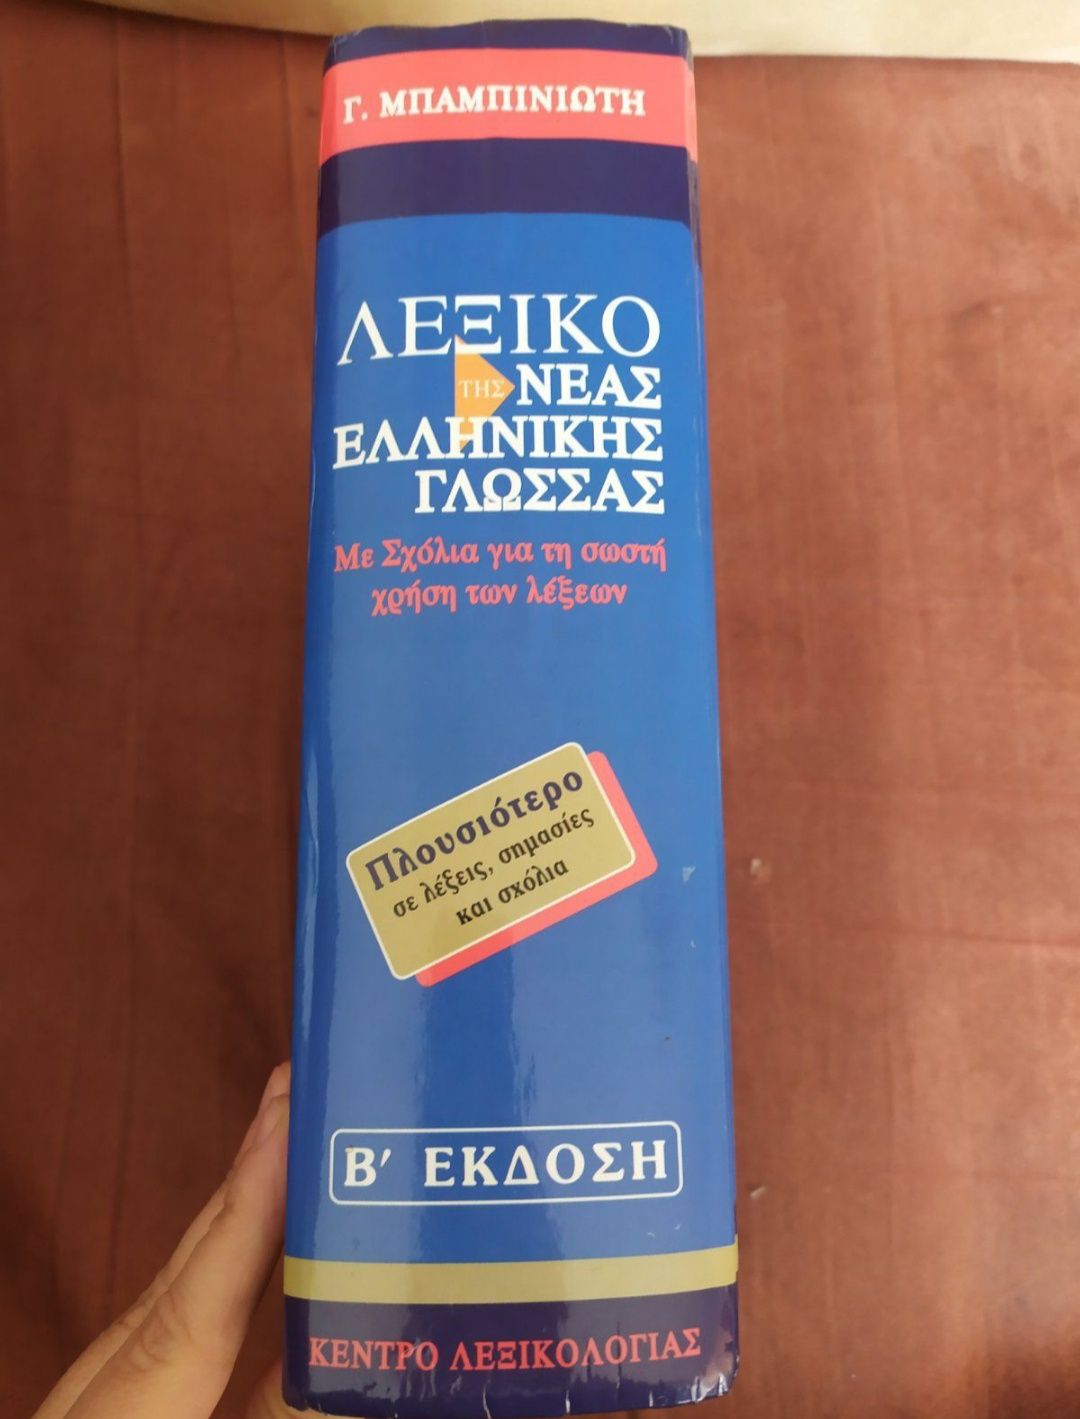 Γ. ΜΠΑΜΠΙΝΙΩΤΗ
ΛΕΞΙΚΟ
ΤΗΣ ΝΕΑΣ
ΕΛΛΗΝΙΚΗΣ
ΓΛΩΣΣΑΣ
Με Σχόλια για τη σωστή
χρήση των λέξεων
Πλουσιότερο
σε λέξεις, σημασίες
και σχόλια
Β′ ΕΚΔΟΣΗ
ΚΕΝΤΡΟ ΛΕΞΙΚΟΛΟΓΙΑΣ